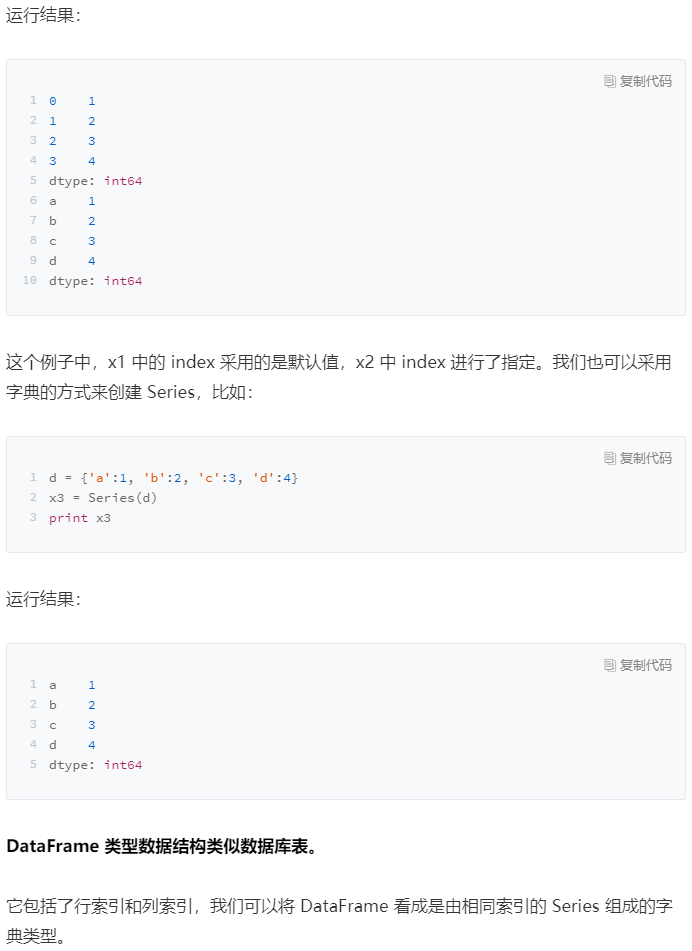 运行结果：
复制代码
1 0    1
2 1    2
3 2    3
4 3    4
5 dtype: int64
6 a    1
7 b    2
8 c    3
9 d    4
10 dtype: int64
这个例子中，x1 中的 index 采用的是默认值，x2 中 index 进行了指定。我们也可以采用
字典的方式来创建 Series，比如：
复制代码
1 d = {'a':1, 'b':2, 'c':3, 'd':4}
2 x3 = Series(d)
3 print x3
运行结果：
复制代码
1 a    1
2 b    2
3 c    3
4 d    4
5 dtype: int64
DataFrame 类型数据结构类似数据库表。
它包括了行索引和列索引，我们可以将 DataFrame 看成是由相同索引的 Series 组成的字
典类型。